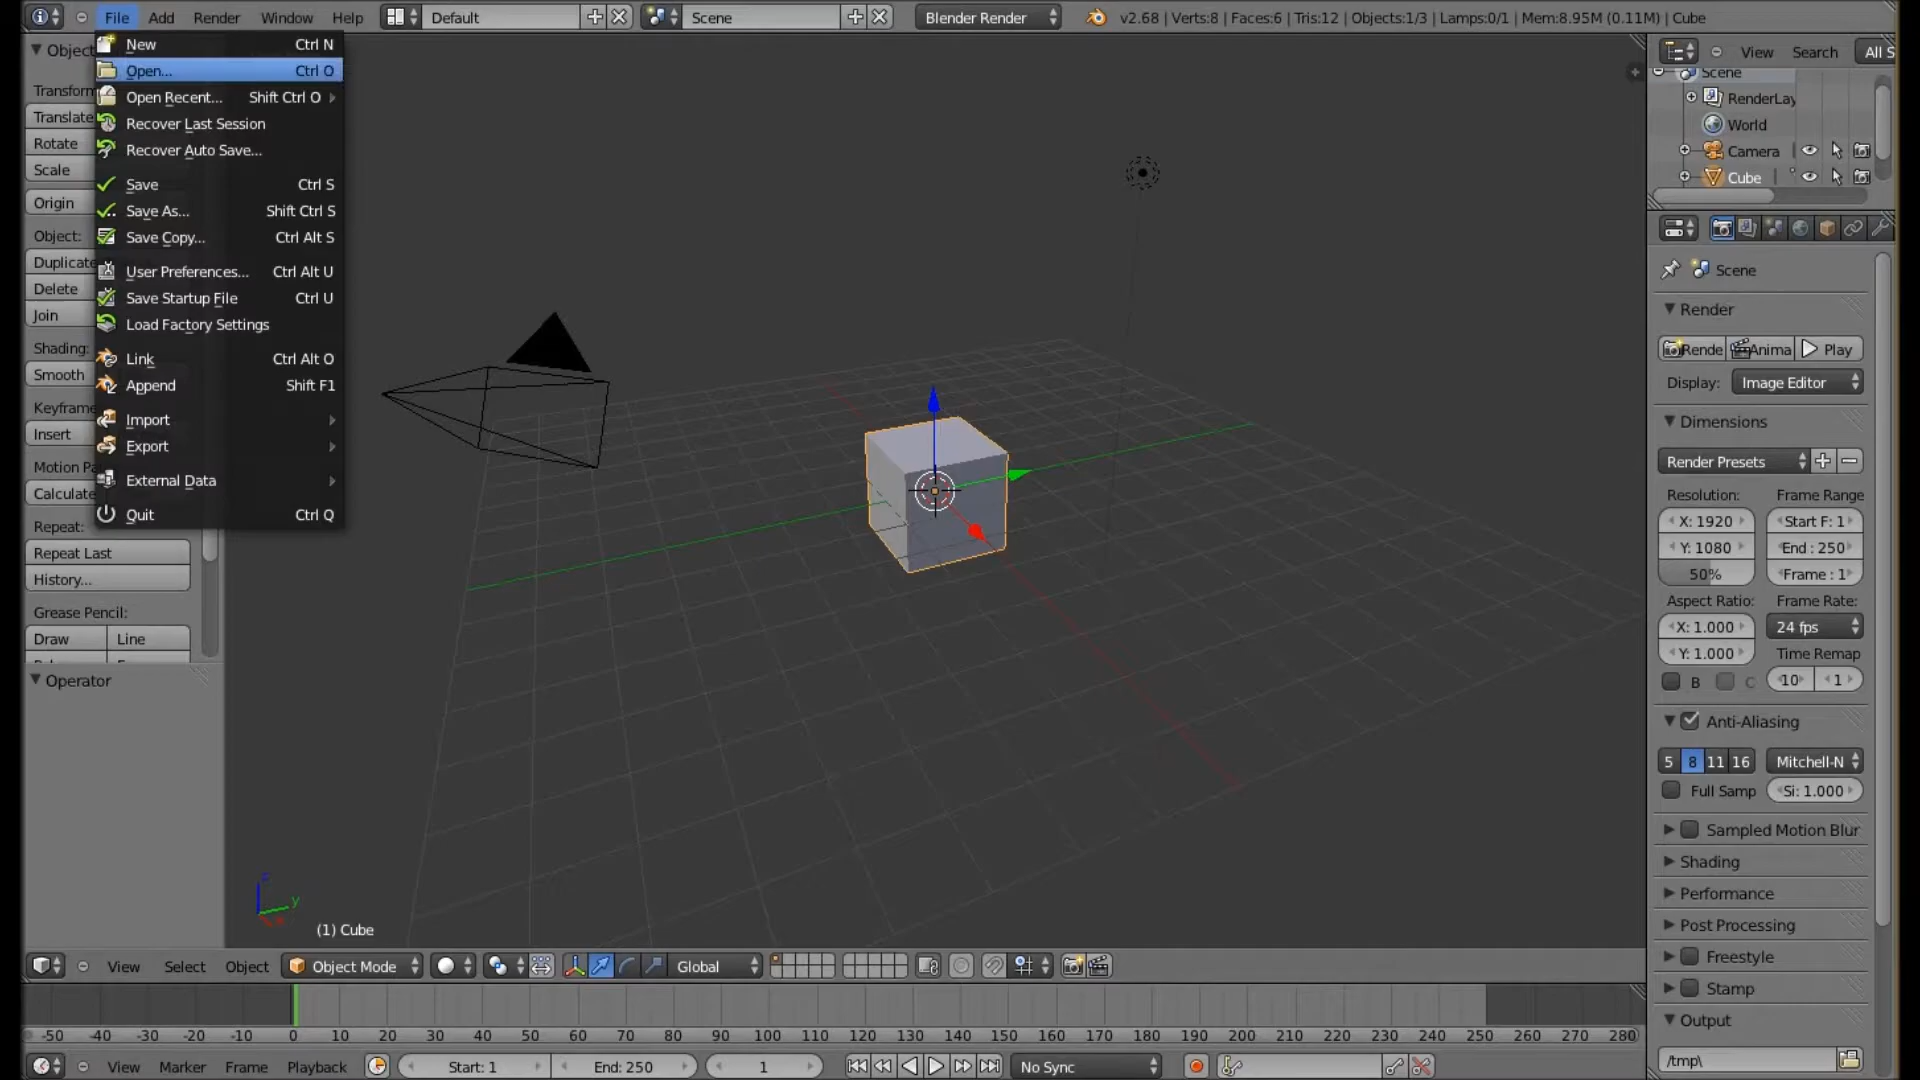 File Add Render Window Help Default Scene Blender Render v2.68 | Verts:8 | Faces:6 | Tris:12 | Objects:1/3 | Lamps:0/1 | Mem:8.95M (0.11M) | Cube
New Ctrl N
Open... Ctrl O
Open Recent... Shift Ctrl O
Recover Last Session
Recover Auto Save...
Save Ctrl S
Save As... Shift Ctrl S
Save Copy... Ctrl Alt S
User Preferences... Ctrl Alt U
Save Startup File Ctrl U
Load Factory Settings
Link Ctrl Alt O
Append Shift F1
Import
Export
External Data
Quit Ctrl Q
Object
Transform
Translate
Rotate
Scale
Origin
Object:
Duplicate
Delete
Join
Shading:
Smooth
Keyframe
Insert
Motion Pa
Calculate
Repeat:
Repeat Last
History...
Grease Pencil:
Draw Line
Operator
z
y
(1) Cube
View Select Object Object Mode Global
View Search All S
Scene
RenderLay
World
Camera
Cube
Scene
Render
Rende Anima Play
Display: Image Editor
Dimensions
Render Presets
Resolution: Frame Range
X: 1920 Start F: 1
Y: 1080 End : 250
50% Frame : 1
Aspect Ratio: Frame Rate:
X: 1.000 24 fps
Y: 1.000 Time Remap
B C 10 1
Anti-Aliasing
5 8 11 16 Mitchell-N
Full Samp Si: 1.000
Sampled Motion Blur
Shading
Performance
Post Processing
Freestyle
Stamp
Output
/tmp\
-50 -40 -30 -20 -10 0 10 20 30 40 50 60 70 80 90 100 110 120 130 140 150 160 170 180 190 200 210 220 230 240 250 260 270 280
View Marker Frame Playback Start: 1 End: 250 1 No Sync